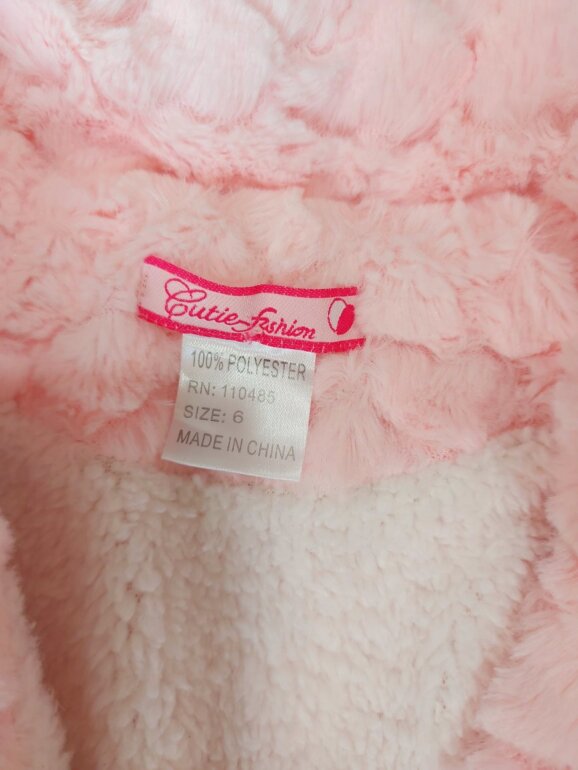 Cutie fashion
100% POLYESTER
RN: 110485
SIZE: 6
MADE IN CHINA